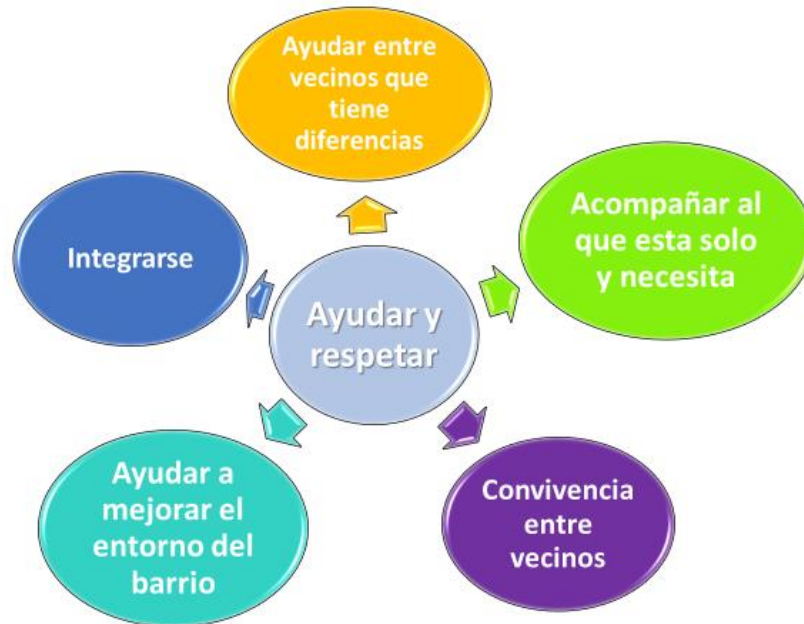 Ayudar entre
vecinos que
tiene
diferencias
Acompañar al
que esta solo
y necesita
Integrarse
Ayudar y
respetar
Ayudar a
mejorar el
entorno del
barrio
Convivencia
entre
vecinos